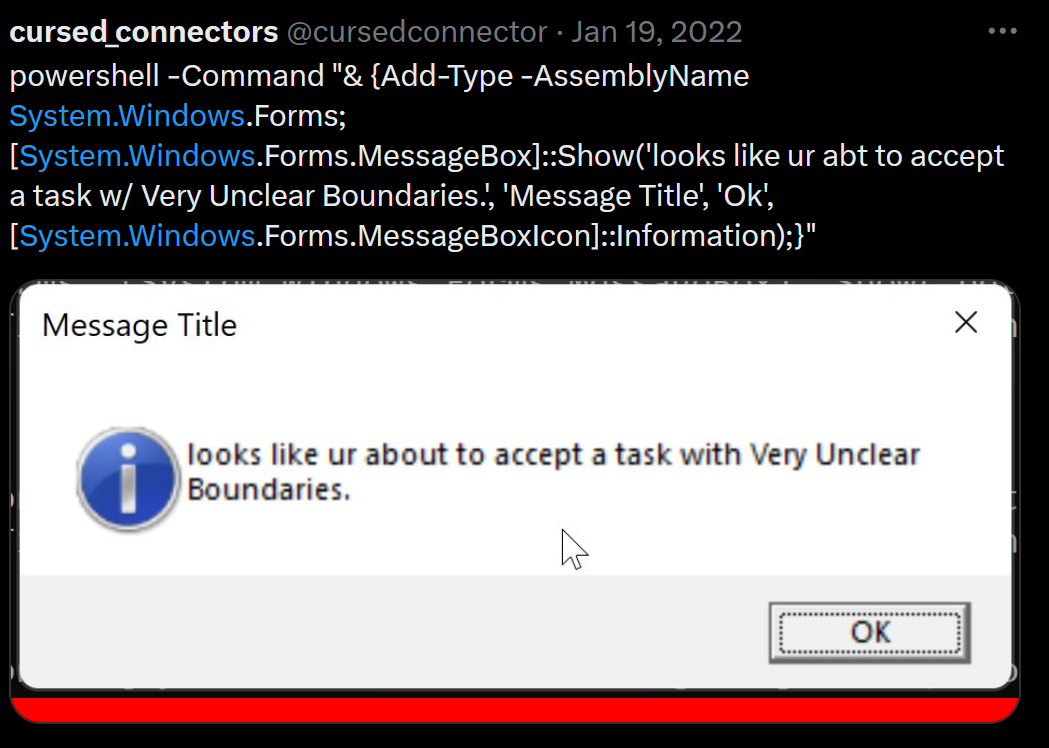 cursed_connectors @cursedconnector · Jan 19, 2022
powershell -Command "& {Add-Type -AssemblyName
System.Windows.Forms;
[System.Windows.Forms.MessageBox]::Show('looks like ur abt to accept
a task w/ Very Unclear Boundaries.', 'Message Title', 'Ok',
[System.Windows.Forms.MessageBoxIcon]::Information);}"
Message Title
looks like ur about to accept a task with Very Unclear
Boundaries.
OK